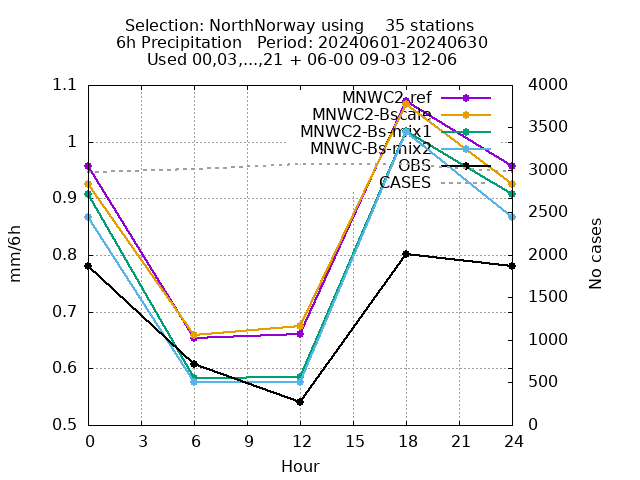 Selection: NorthNorway using    35 stations
6h Precipitation   Period: 20240601-20240630
Used 00,03,...,21 + 06-00 09-03 12-06
1.1
1
0.9
0.8
0.7
0.6
0.5
mm/6h
4000
3500
3000
2500
2000
1500
1000
500
0
No cases
MNWC2-ref
MNWC2-Bscale
MNWC2-Bs-mix1
MNWC-Bs-mix2
OBS
CASES
0 3 6 9 12 15 18 21 24
Hour